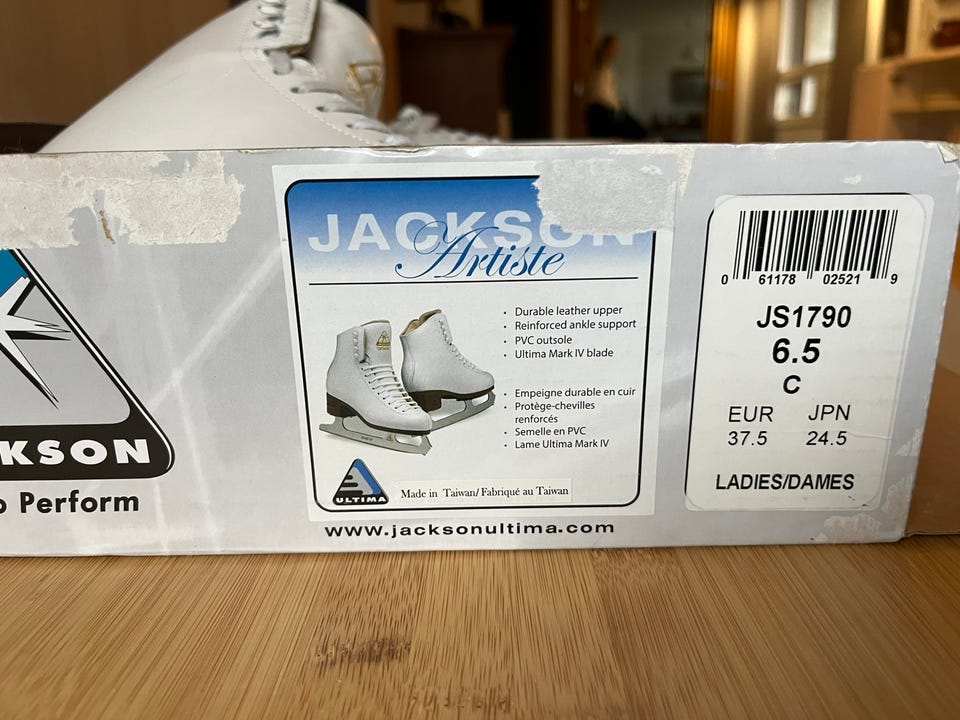 KSON
o Perform
JACKSON
Artiste
• Durable leather upper
• Reinforced ankle support
• PVC outsole
• Ultima Mark IV blade
• Empeigne durable en cuir
• Protège-chevilles
renforcés
• Semelle en PVC
• Lame Ultima Mark IV
ULTIMA
Made in Taiwan/ Fabriqué au Taiwan
www.jacksonultima.com
0 61178 02521 9
JS1790
6.5
C
EUR JPN
37.5 24.5
LADIES/DAMES